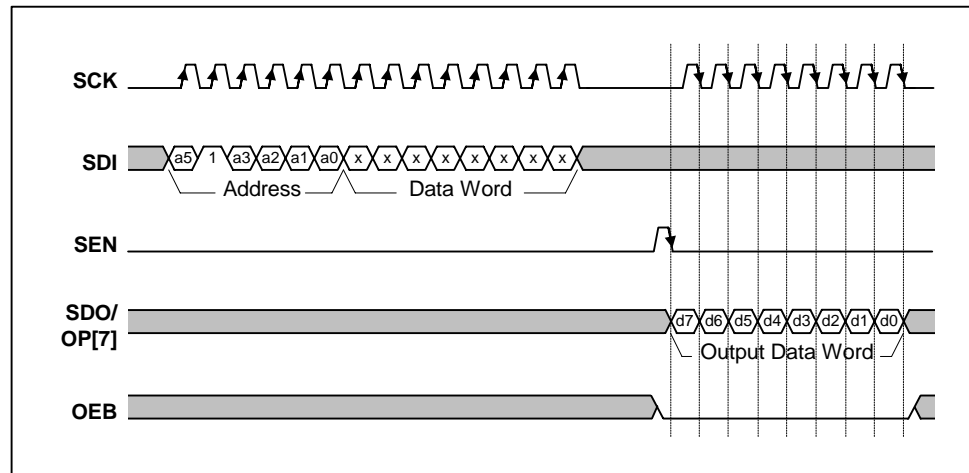 SCK
SDI
a5 1 a3 a2 a1 a0 x x x x x x x x
Address Data Word
SEN
SDO/
OP[7]
d7 d6 d5 d4 d3 d2 d1 d0
Output Data Word
OEB